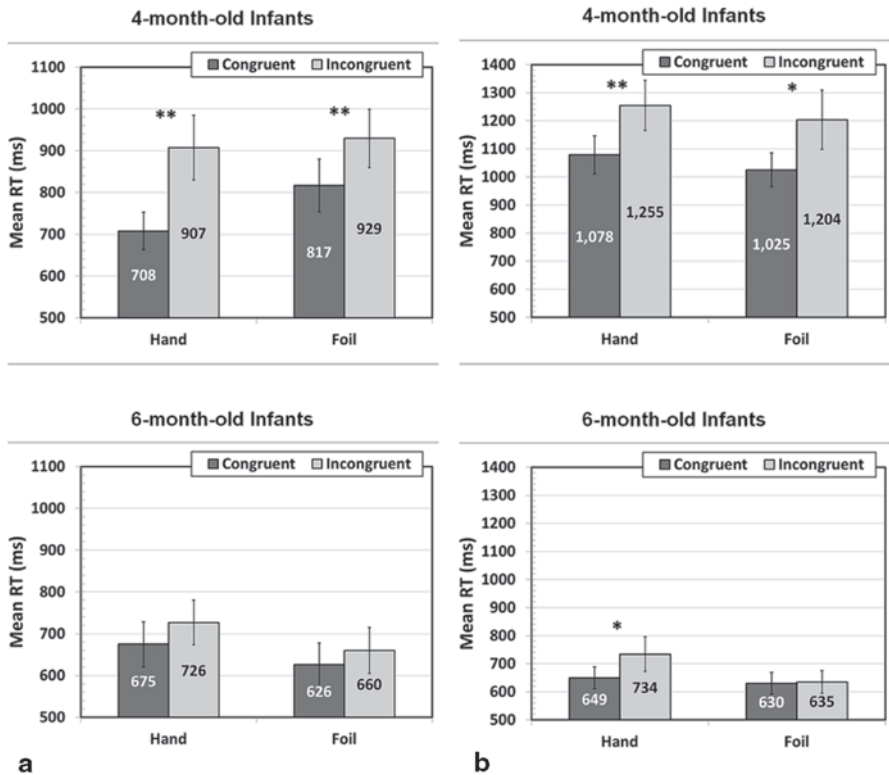 4-month-old Infants
1100
1000
900
800
700
600
500
Mean RT (ms)
Congruent Incongruent
** **
708 907 817 929
Hand Foil
4-month-old Infants
1400
1300
1200
1100
1000
900
800
700
600
500
Mean RT (ms)
Congruent Incongruent
** *
1,078 1,255 1,025 1,204
Hand Foil
6-month-old Infants
1100
1000
900
800
700
600
500
Mean RT (ms)
Congruent Incongruent
675 726 626 660
Hand Foil
a
6-month-old Infants
1400
1300
1200
1100
1000
900
800
700
600
500
Mean RT (ms)
Congruent Incongruent
*
649 734 630 635
Hand Foil
b